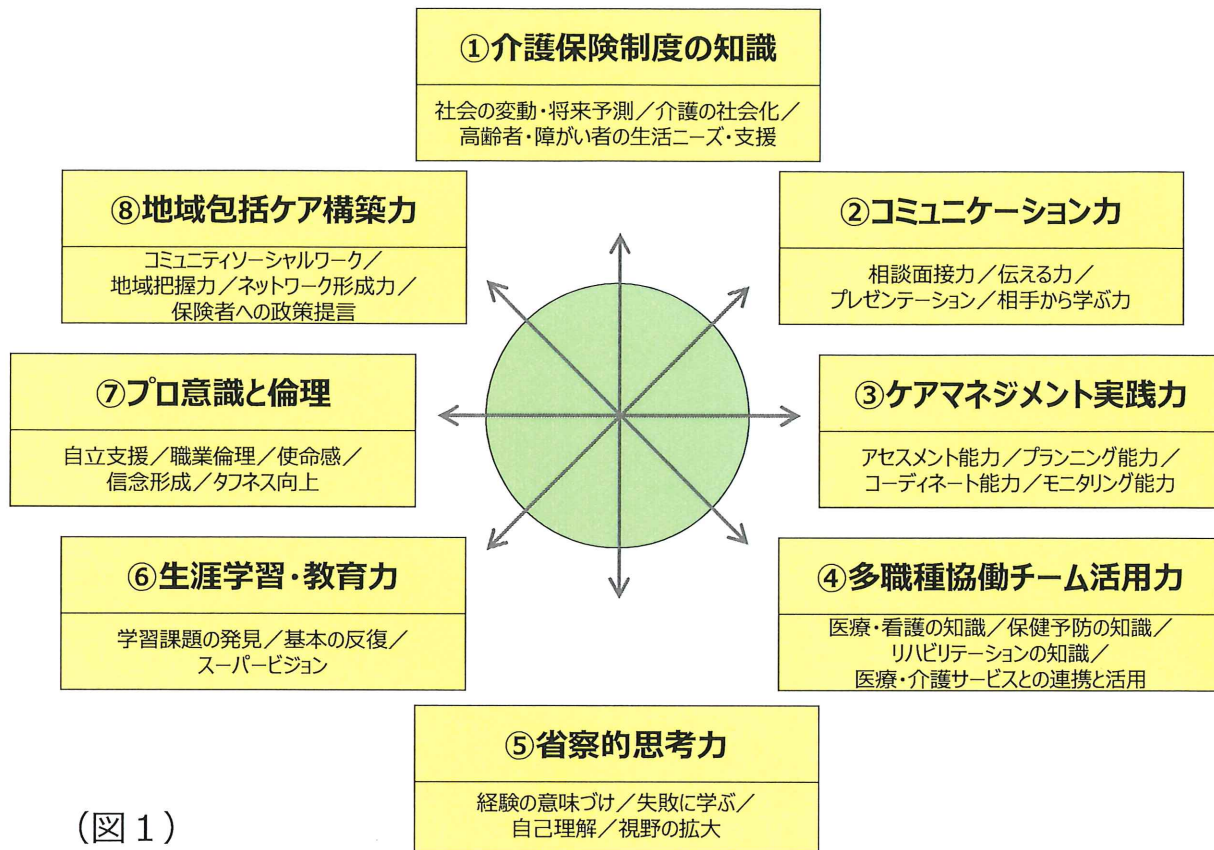 ①介護保険制度の知識
社会の変動・将来予測／介護の社会化／
高齢者・障がい者の生活ニーズ・支援
②コミュニケーション力
相談面接力／伝える力／
プレゼンテーション／相手から学ぶ力
③ケアマネジメント実践力
アセスメント能力／プランニング能力／
コーディネート能力／モニタリング能力
④多職種協働チーム活用力
医療・看護の知識／保健予防の知識／
リハビリテーションの知識／
医療・介護サービスとの連携と活用
⑤省察的思考力
経験の意味づけ／失敗に学ぶ／
自己理解／視野の拡大
⑥生涯学習・教育力
学習課題の発見／基本の反復／
スーパービジョン
⑦プロ意識と倫理
自立支援／職業倫理／使命感／
信念形成／タフネス向上
⑧地域包括ケア構築力
コミュニティソーシャルワーク／
地域把握力／ネットワーク形成力／
保険者への政策提言
（図１）